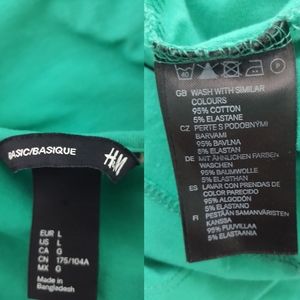 BASIC/BASIQUE
H&M
EUR L
US L
CA G
CN 175/104A
MX G
Made in
Bangladesh
40
GB WASH WITH SIMILAR
COLOURS
95% COTTON
5% ELASTANE
CZ PERTE S PODOBNÝMI
BARVAMI
95% BAVLNA
5% ELASTAN
DE MIT ÄHNLICHEN FARBEN
WASCHEN
95% BAUMWOLLE
5% ELASTHAN
ES LAVAR CON PRENDAS DE
COLOR PARECIDO
95% ALGODÓN
5% ELASTANO
FI PESTÄÄN SAMANVÄRISTEN
KANSSA
95% PUUVILLAA
5% ELASTAANIA